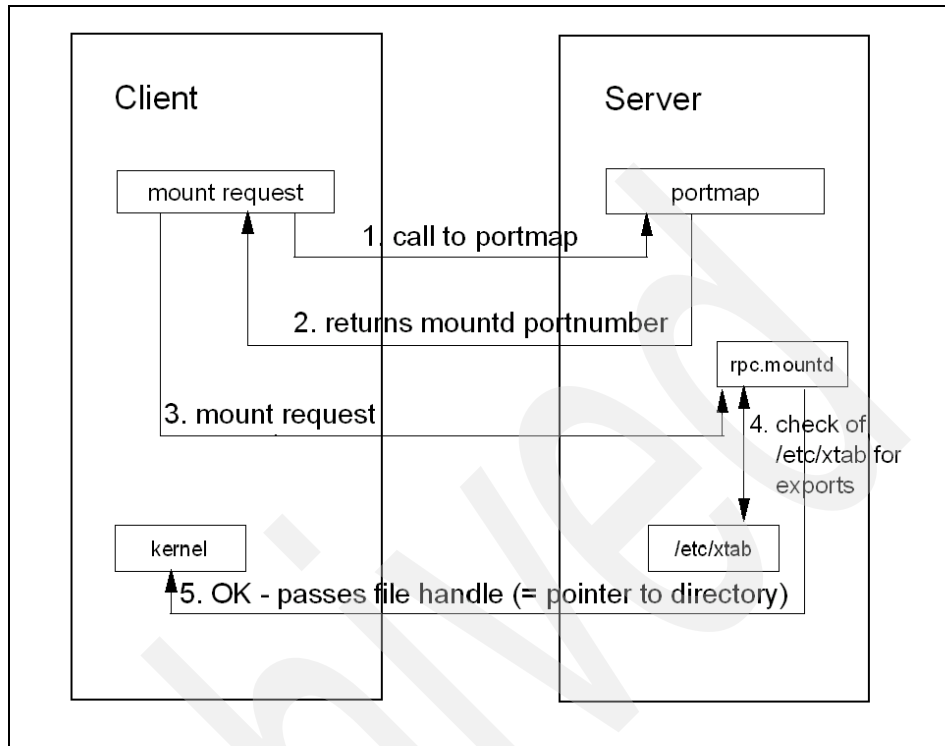 Client
Server
mount request
portmap
1. call to portmap
2. returns mountd portnumber
rpc.mountd
3. mount request
4. check of
/etc/xtab for
exports
kernel
/etc/xtab
5. OK - passes file handle (= pointer to directory)
hived